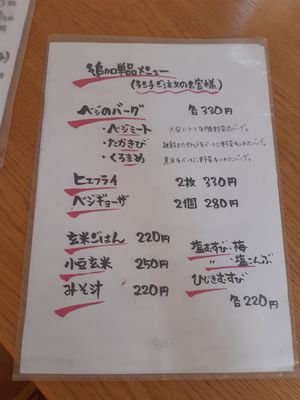 追加単品メニュー
(お弁当ご注文のお客様)
ベジのバーグ 各330円
・ベジミート
・たかきび
・くろまめ
ヒエフライ 2枚 330円
ベジギョーザ 2個 280円
玄米ごはん 220円
小豆玄米 250円
みそ汁 220円
塩むすび・梅
〃 ・塩こんぶ
ひじきむすび
各220円